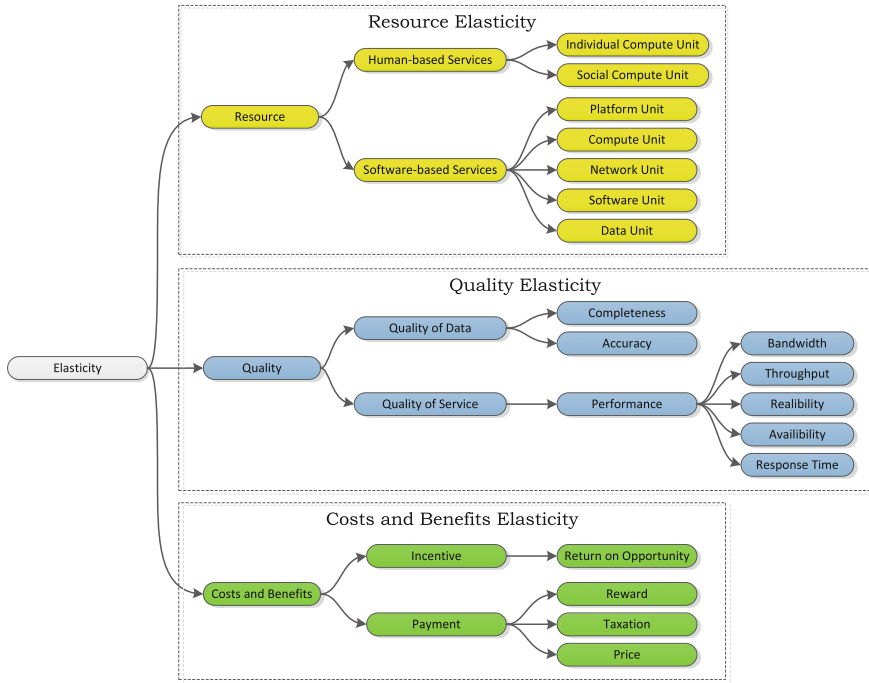 Resource Elasticity
Human-based Services
Individual Compute Unit
Social Compute Unit
Resource
Platform Unit
Compute Unit
Software-based Services
Network Unit
Software Unit
Data Unit
Quality Elasticity
Quality of Data
Completeness
Accuracy
Bandwidth
Elasticity
Quality
Throughput
Quality of Service
Performance
Realibility
Availibility
Response Time
Costs and Benefits Elasticity
Incentive
Return on Opportunity
Costs and Benefits
Reward
Payment
Taxation
Price